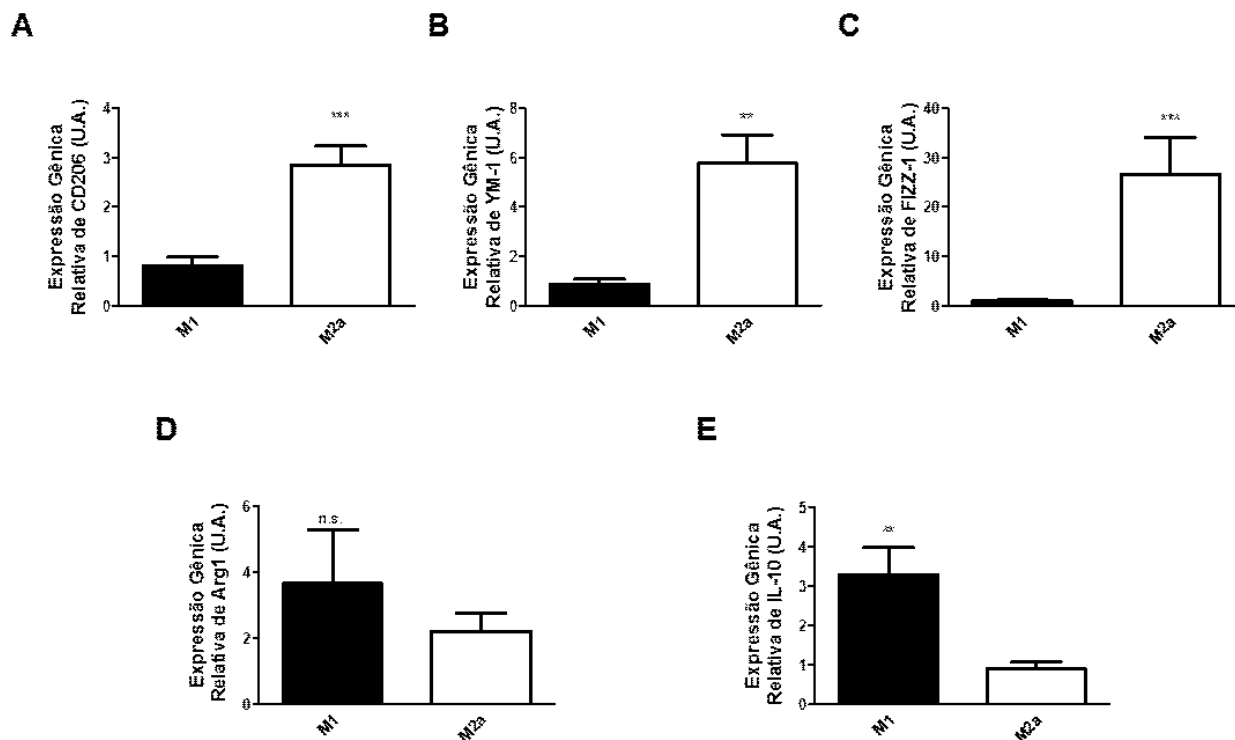 A
Expressão Gênica
Relativa de CD206 (U.A.)
4
3
2
1
0
***
M1
M2a
B
Expressão Gênica
Relativa de YM-1 (U.A.)
8
6
4
2
0
**
M1
M2a
C
Expressão Gênica
Relativa de FIZZ-1 (U.A.)
40
30
20
10
0
***
M1
M2a
D
Expressão Gênica
Relativa de Arg1 (U.A.)
6
4
2
0
n.s.
M1
M2a
E
Expressão Gênica
Relativa de IL-10 (U.A.)
5
4
3
2
1
0
**
M1
M2a